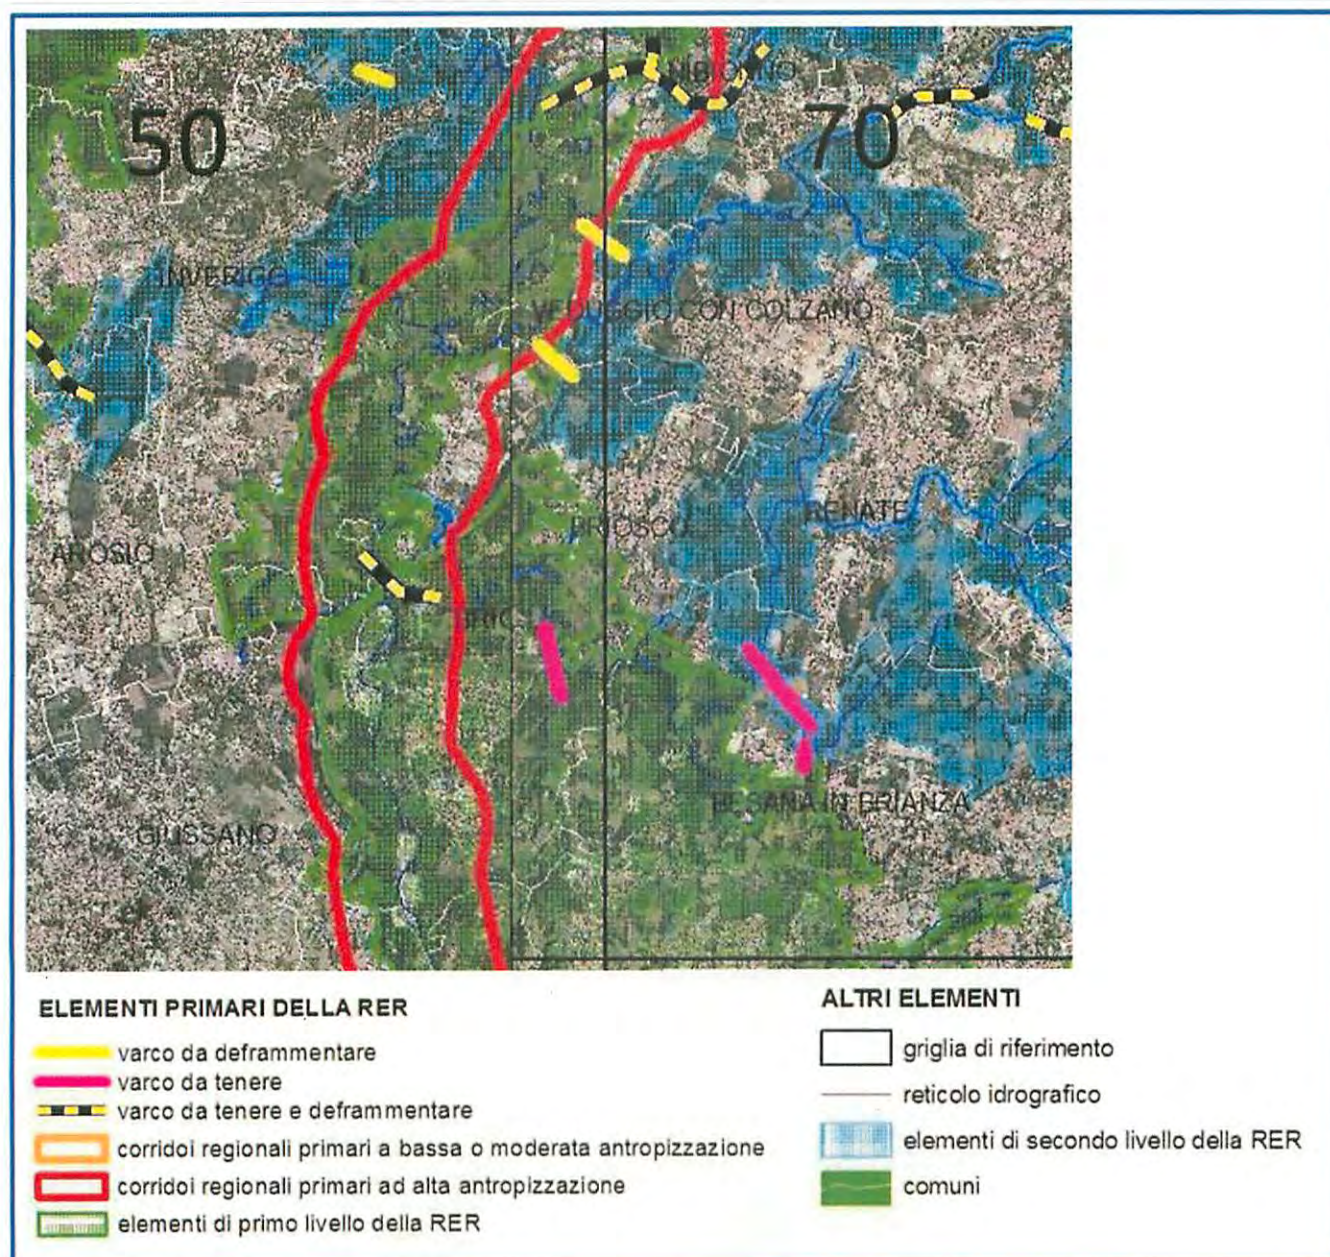 50
70
INVERIGO
VEDUGGIO CON COLZANO
RENATE
AROSIO
BESANA IN BRIANZA
GIUSSANO
ELEMENTI PRIMARI DELLA RER
varco da deframmentare
varco da tenere
varco da tenere e deframmentare
corridoi regionali primari a bassa o moderata antropizzazione
corridoi regionali primari ad alta antropizzazione
elementi di primo livello della RER
ALTRI ELEMENTI
griglia di riferimento
reticolo idrografico
elementi di secondo livello della RER
comuni